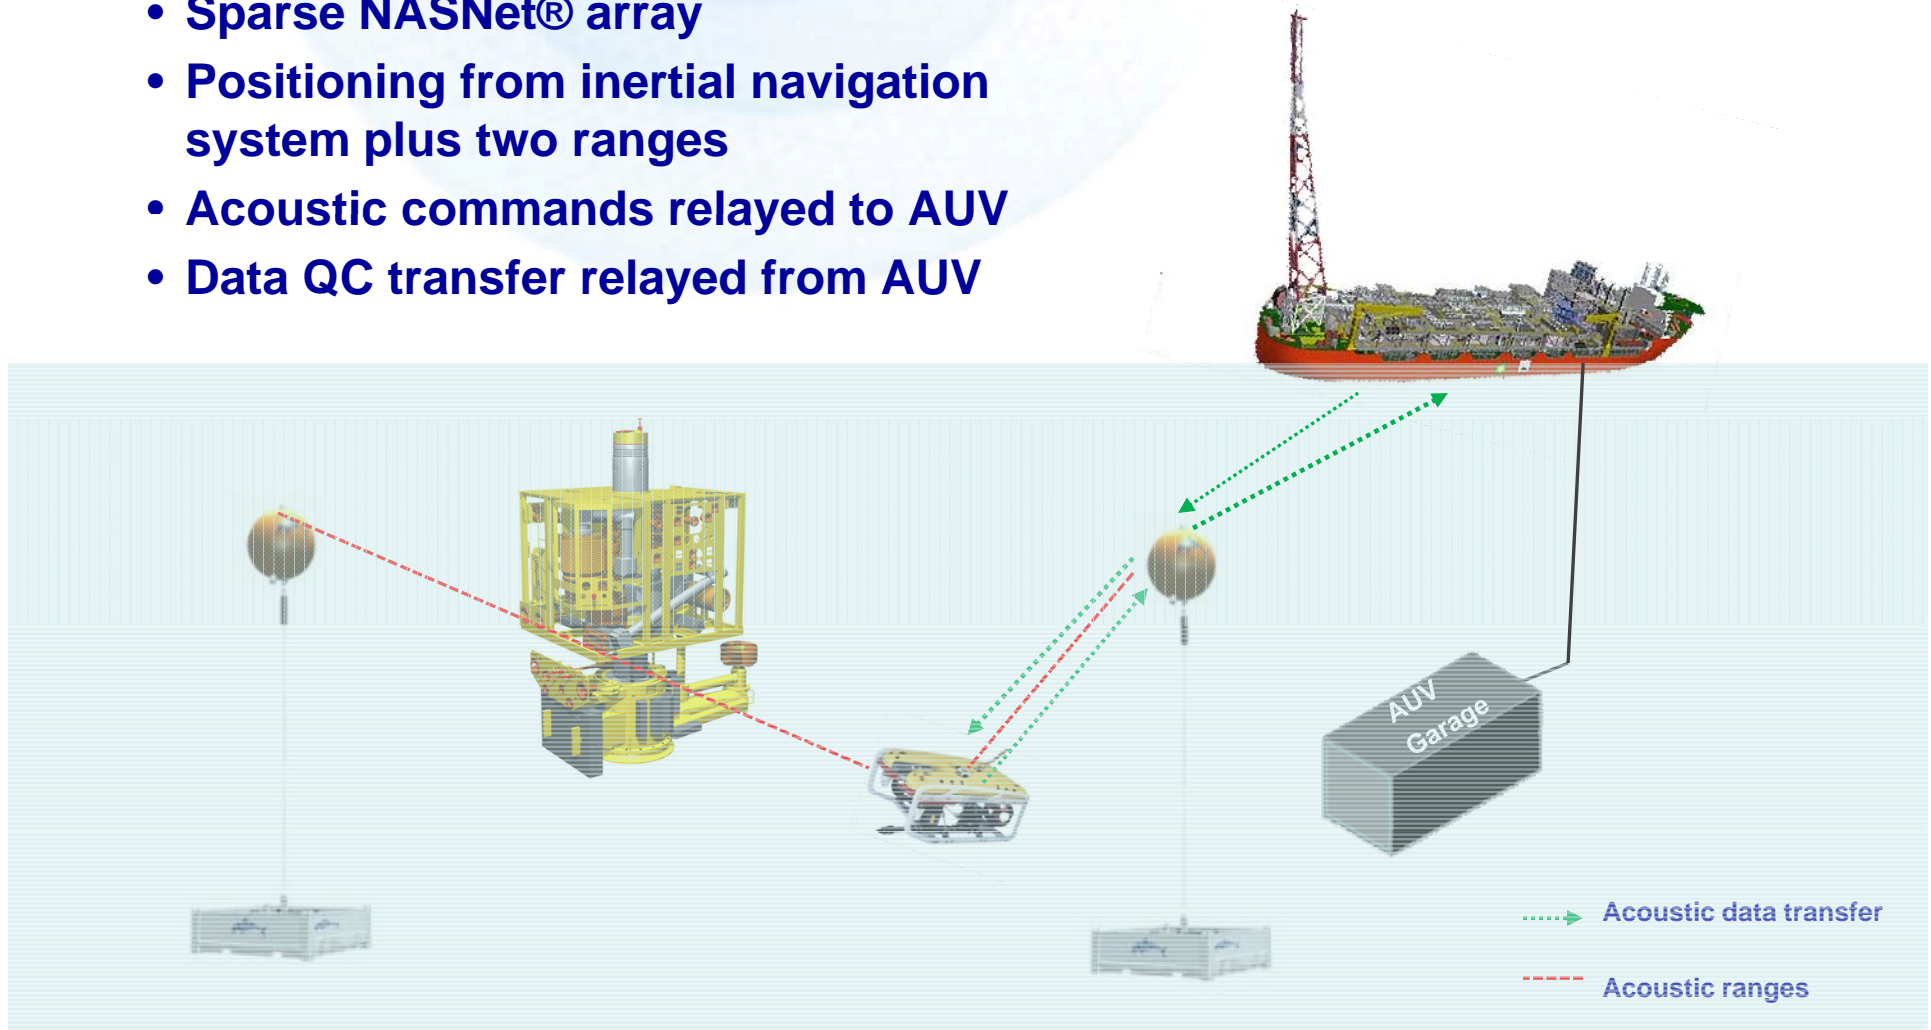 • Sparse NASNet® array
• Positioning from inertial navigation
system plus two ranges
• Acoustic commands relayed to AUV
• Data QC transfer relayed from AUV
AUV
Garage
Acoustic data transfer
Acoustic ranges